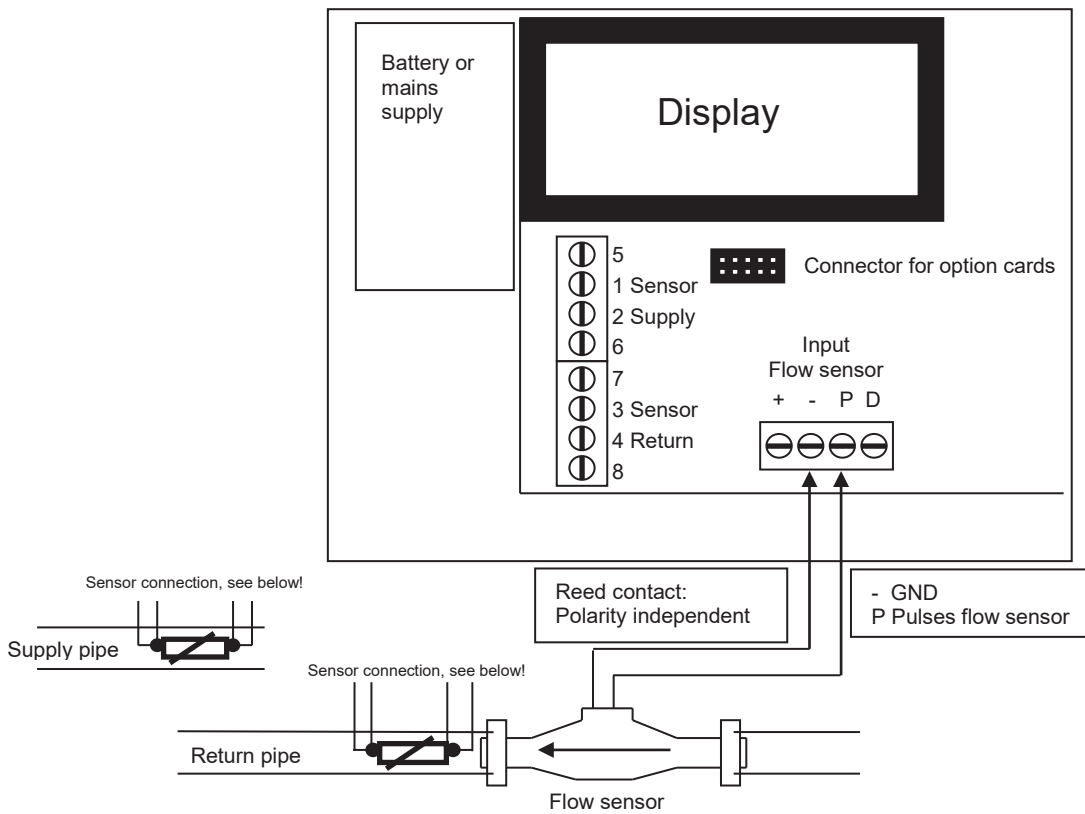 Battery or
mains
supply
Display
5
1 Sensor
2 Supply
6
7
3 Sensor
4 Return
8
Connector for option cards
Input
Flow sensor
+ - P D
Sensor connection, see below!
Supply pipe
Reed contact:
Polarity independent
- GND
P Pulses flow sensor
Sensor connection, see below!
Return pipe
Flow sensor